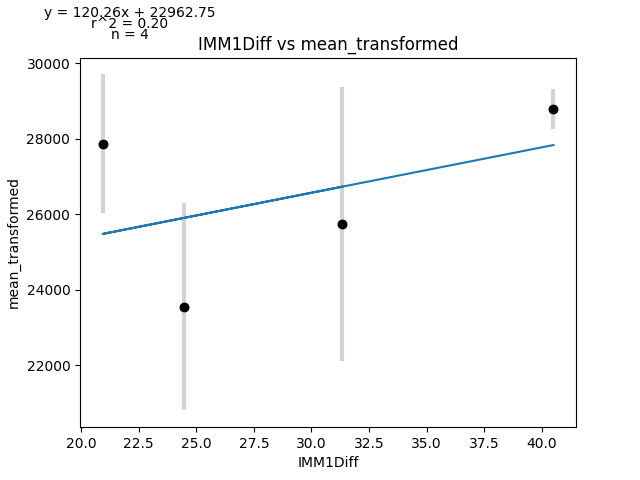 y = 120.26x + 22962.75
r^2 = 0.20
n = 4
IMM1Diff vs mean_transformed
30000
28000
26000
24000
22000
mean_transformed
20.0 22.5 25.0 27.5 30.0 32.5 35.0 37.5 40.0
IMM1Diff